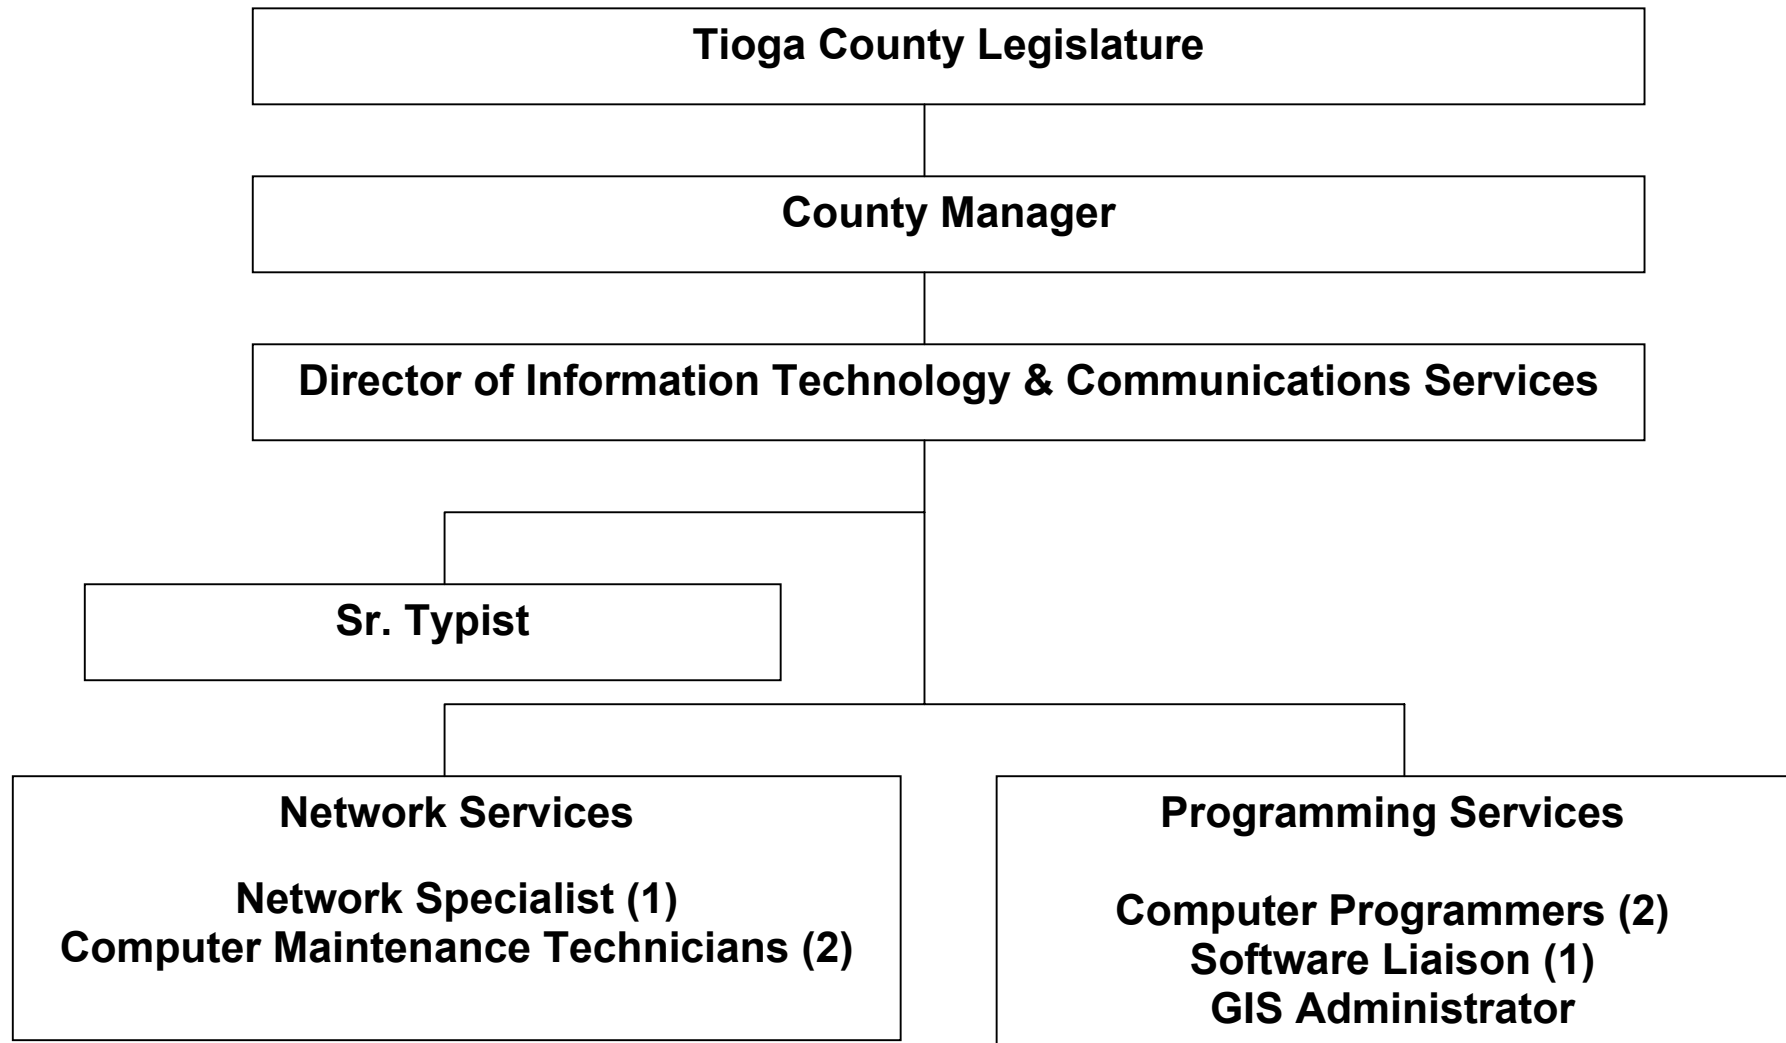 Tioga County Legislature
County Manager
Director of Information Technology & Communications Services
Sr. Typist
Network Services
Network Specialist (1)
Computer Maintenance Technicians (2)
Programming Services
Computer Programmers (2)
Software Liaison (1)
GIS Administrator